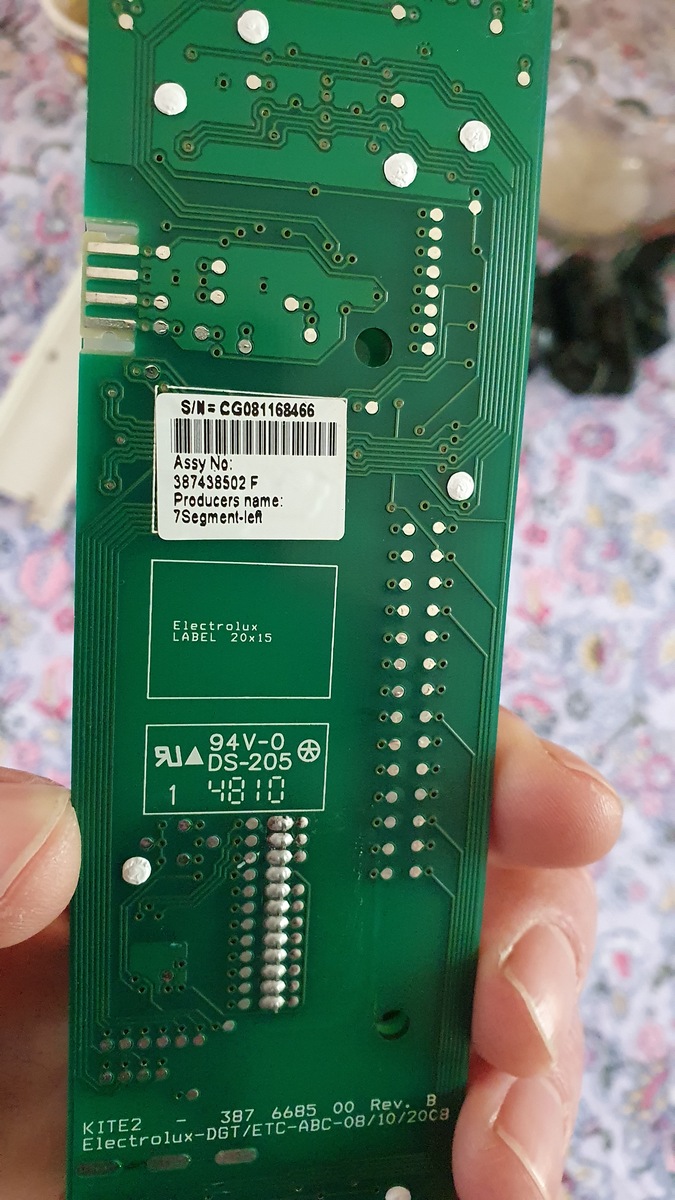 S/N= CG081168466
Assy No:
387438502 F
Producers name:
7Segment-left
Electrolux
LABEL 20x15
94V-0
DS-205
1 4810
KITE2 - 387 6685 00 Rev. B
Electrolux-DGT/ETC-ABC-08/10/2008